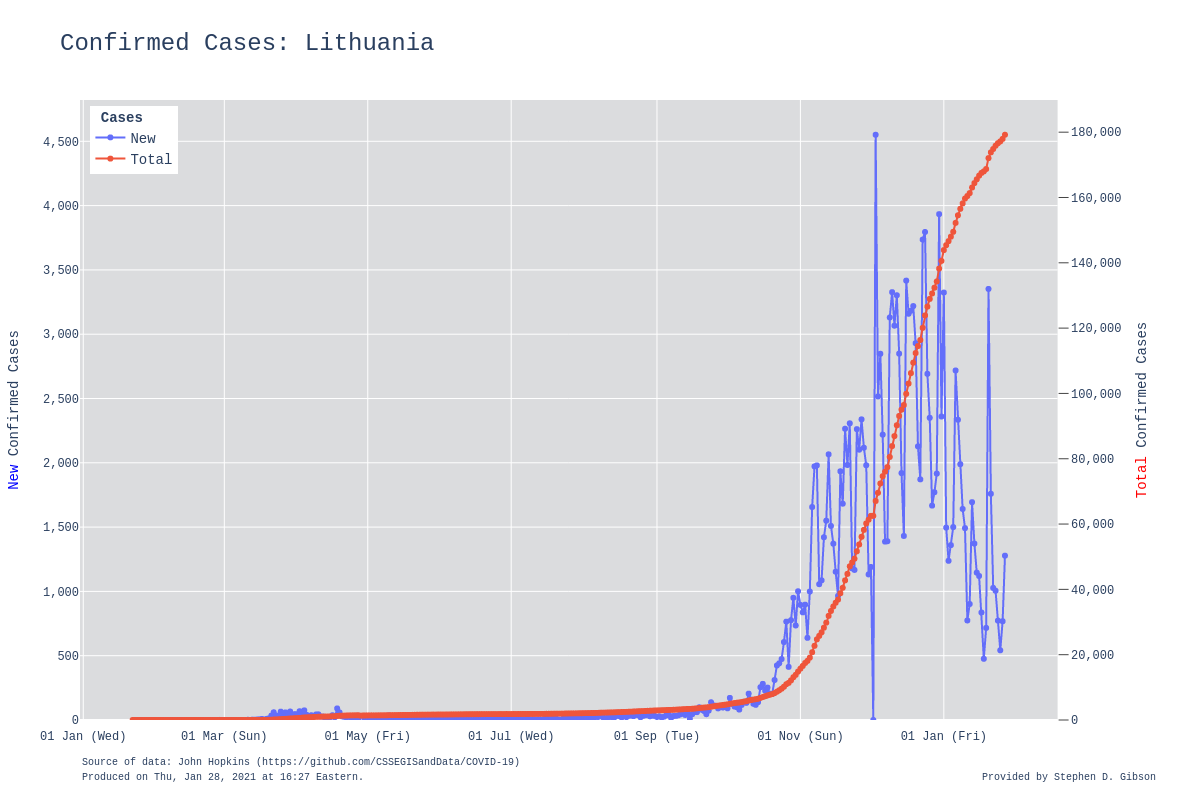 Confirmed Cases: Lithuania
Cases
New
Total
4,500
4,000
3,500
3,000
2,500
2,000
1,500
1,000
500
0
New Confirmed Cases
180,000
160,000
140,000
120,000
100,000
80,000
60,000
40,000
20,000
0
Total Confirmed Cases
01 Jan (Wed) 01 Mar (Sun) 01 May (Fri) 01 Jul (Wed) 01 Sep (Tue) 01 Nov (Sun) 01 Jan (Fri)
Source of data: John Hopkins (https://github.com/CSSEGISandData/COVID-19)
Produced on Thu, Jan 28, 2021 at 16:27 Eastern.
Provided by Stephen D. Gibson